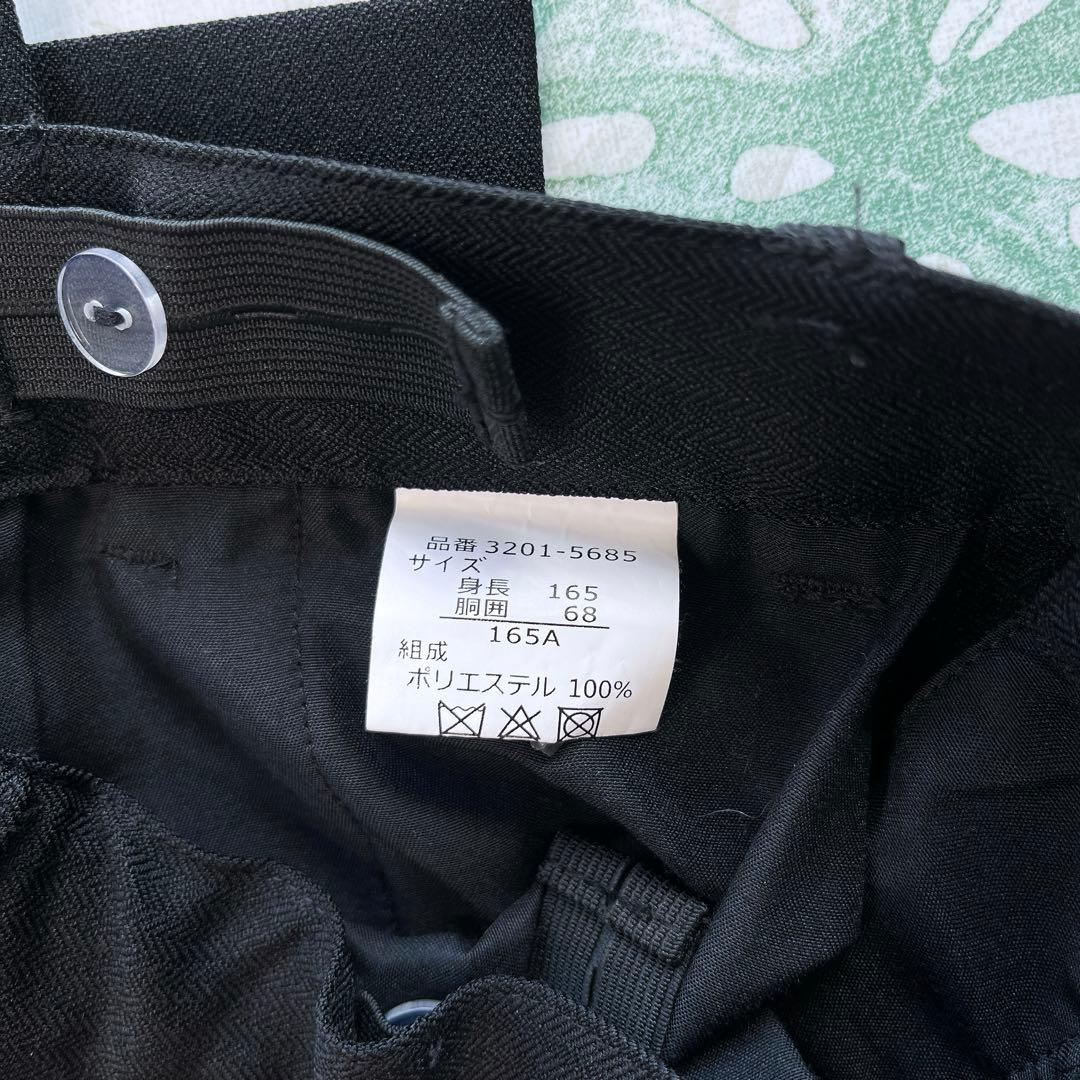 品番 3201-5685
サイズ
身長 165
胴囲 68
165A
組成
ポリエステル 100%